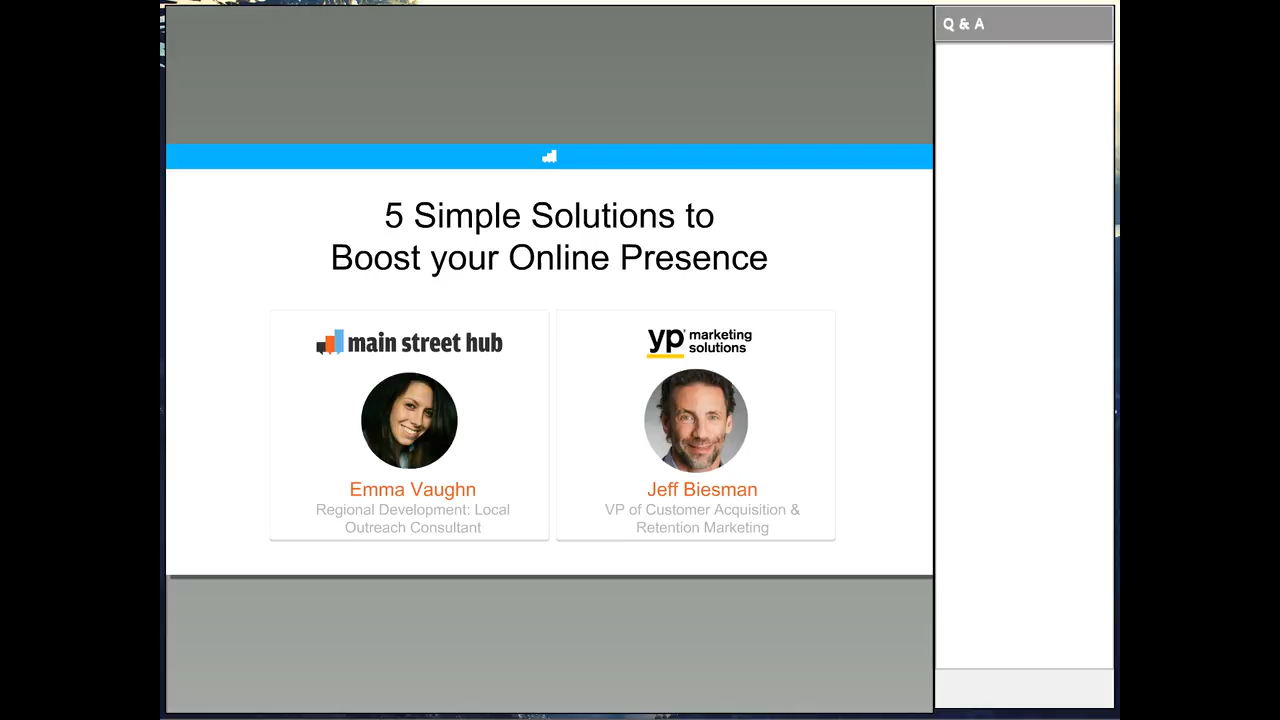 Q & A
5 Simple Solutions to
Boost your Online Presence
main street hub
yp marketing
solutions
Emma Vaughn
Regional Development: Local
Outreach Consultant
Jeff Biesman
VP of Customer Acquisition &
Retention Marketing